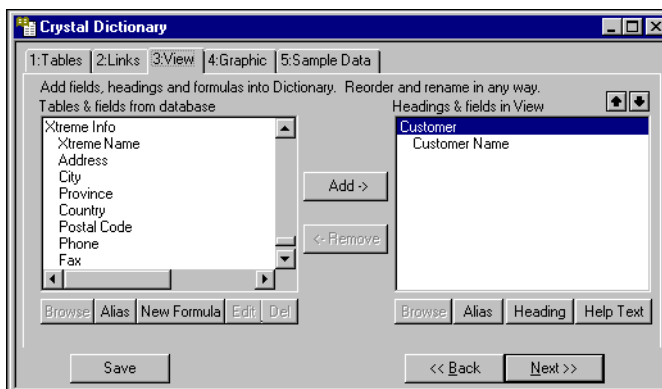 Crystal Dictionary
1:Tables 2:Links 3:View 4:Graphic 5:Sample Data
Add fields, headings and formulas into Dictionary. Reorder and rename in any way.
Tables & fields from database
Headings & fields in View
Xtreme Info
Xtreme Name
Address
City
Province
Country
Postal Code
Phone
Fax
Add ->
<- Remove
Customer
Customer Name
Browse Alias New Formula Edit Del
Browse Alias Heading Help Text
Save
<< Back Next >>